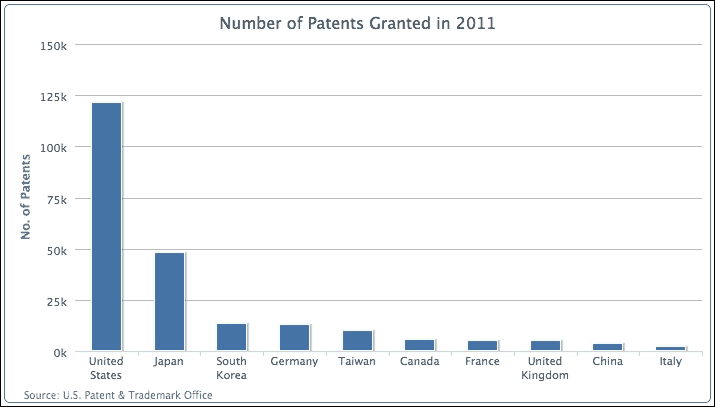 Number of Patents Granted in 2011
150k
125k
100k
75k
50k
25k
0k
No. of Patents
United States
Japan
South Korea
Germany
Taiwan
Canada
France
United Kingdom
China
Italy
Source: U.S. Patent & Trademark Office